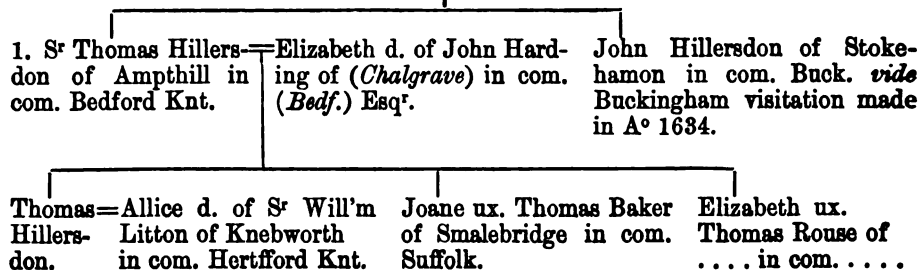 1. Sʳ Thomas Hillers-
don of Ampthill in
com. Bedford Knt.
=Elizabeth d. of John Hard-
ing of (Chalgrave) in com.
(Bedf.) Esqʳ.
John Hillersdon of Stoke-
hamon in com. Buck. vide
Buckingham visitation made
in Aº 1634.
Thomas=
Hillers-
don.
Allice d. of Sʳ Will'm
Litton of Knebworth
in com. Hertfford Knt.
Joane ux. Thomas Baker
of Smalebridge in com.
Suffolk.
Elizabeth ux.
Thomas Rouse of
. . . . in com. . . . .